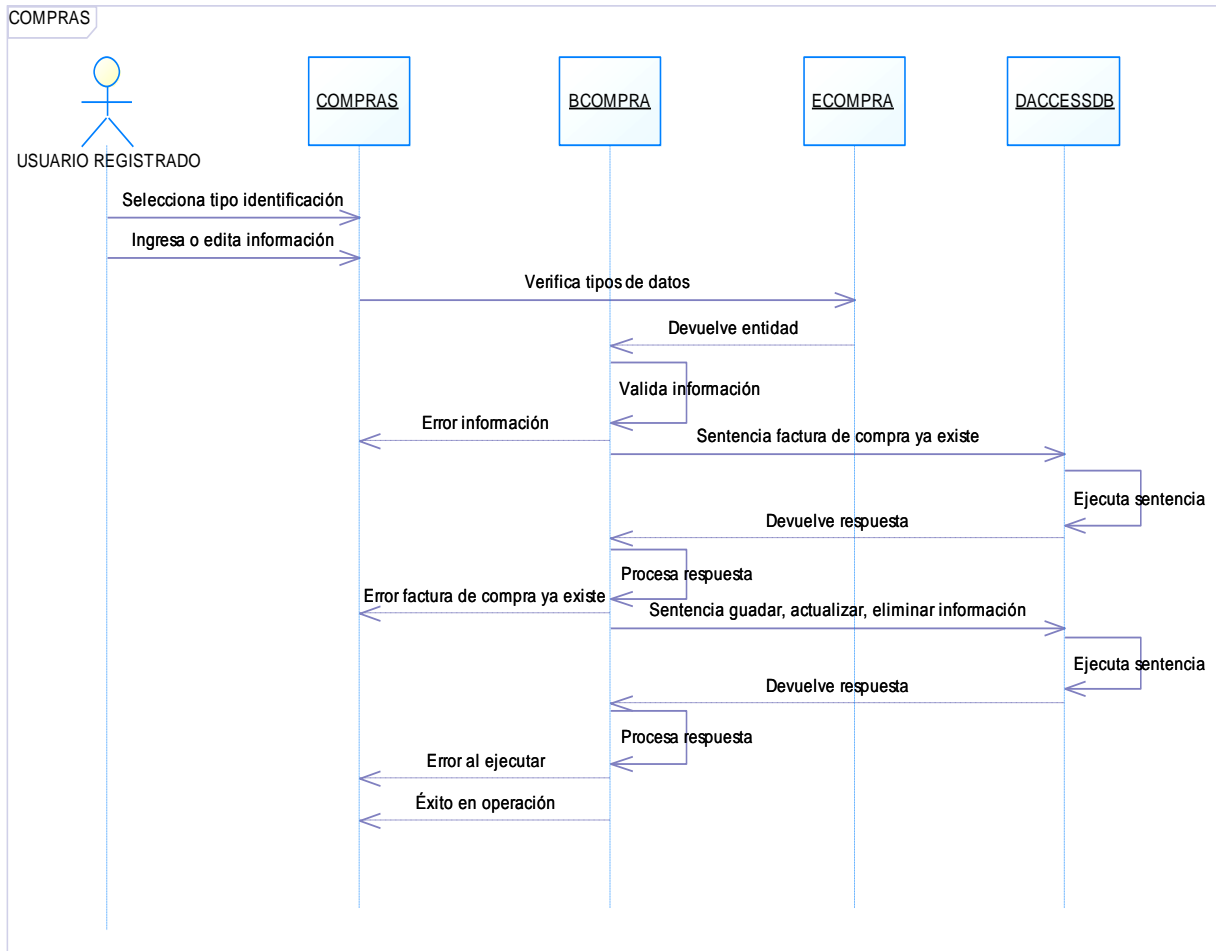 COMPRAS
COMPRAS
BCOMPRA
ECOMPRA
DACCESSDB
USUARIO REGISTRADO
Selecciona tipo identificación
Ingresa o edita información
Verifica tipos de datos
Devuelve entidad
Valida información
Error información
Sentencia factura de compra ya existe
Ejecuta sentencia
Devuelve respuesta
Procesa respuesta
Error factura de compra ya existe
Sentencia guadar, actualizar, eliminar información
Ejecuta sentencia
Devuelve respuesta
Procesa respuesta
Error al ejecutar
Éxito en operación